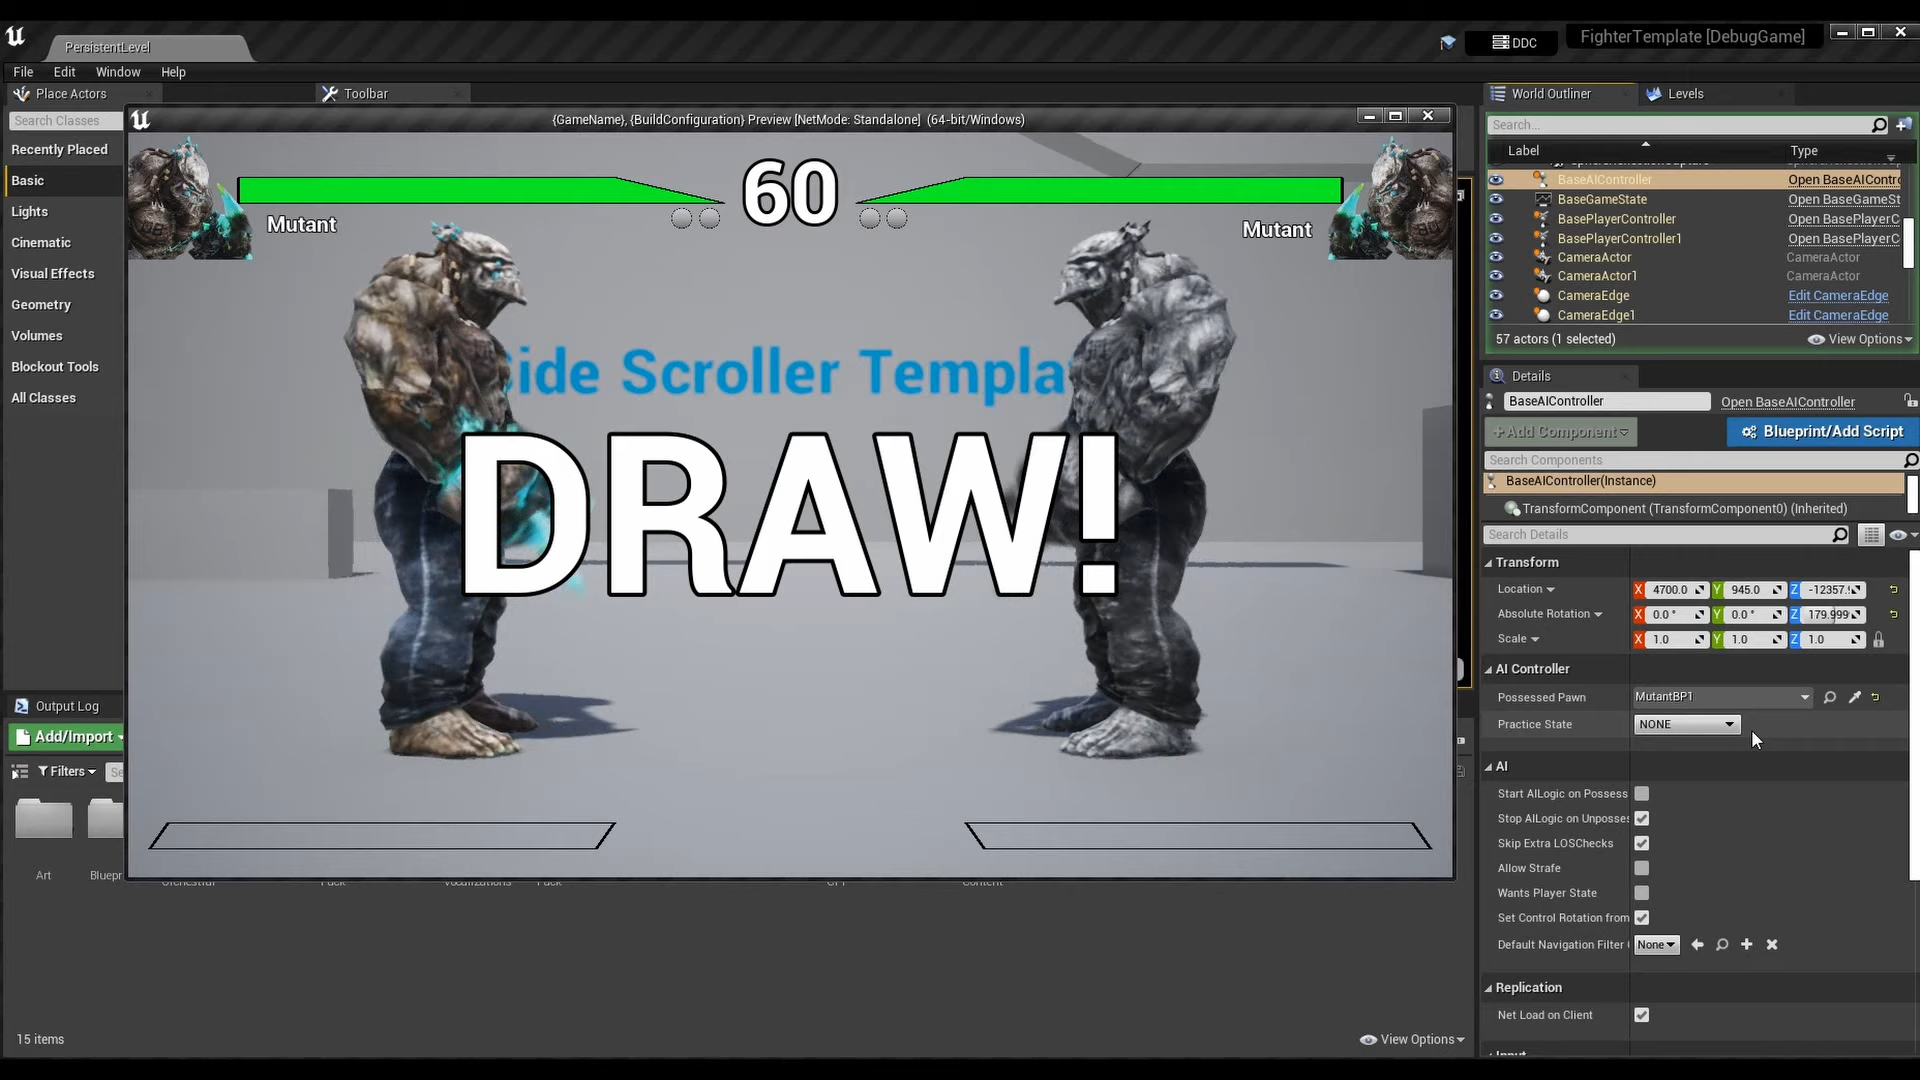 PersistentLevel
DDC
FighterTemplate [DebugGame]
File Edit Window Help
Place Actors
Toolbar
World Outliner
Levels
Search Classes
{GameName}, {BuildConfiguration} Preview [NetMode: Standalone] (64-bit/Windows)
Search...
Recently Placed
Basic
Lights
Cinematic
Visual Effects
Geometry
Volumes
Blockout Tools
All Classes
60
Mutant
Mutant
ide Scroller Templa
DRAW!
Label Type
BaseAIController Open BaseAIContro
BaseGameState Open BaseGameSt
BasePlayerController Open BasePlayerC
BasePlayerController1 Open BasePlayerC
CameraActor CameraActor
CameraActor1 CameraActor
CameraEdge Edit CameraEdge
CameraEdge1 Edit CameraEdge
57 actors (1 selected) View Options
Details
BaseAIController Open BaseAIController
+Add Component Blueprint/Add Script
Search Components
BaseAIController(Instance)
TransformComponent (TransformComponent0) (Inherited)
Search Details
Transform
Location X 4700.0 Y 945.0 Z -12357.
Absolute Rotation X 0.0 ° Y 0.0 ° Z 179.999
Scale X 1.0 Y 1.0 Z 1.0
AI Controller
Possessed Pawn MutantBP1
Practice State NONE
AI
Start AILogic on Possess
Stop AILogic on Unposses
Skip Extra LOSChecks
Allow Strafe
Wants Player State
Set Control Rotation from
Default Navigation Filter None
Replication
Net Load on Client
Output Log
Add/Import
Filters Se
Art Bluepr
15 items View Options